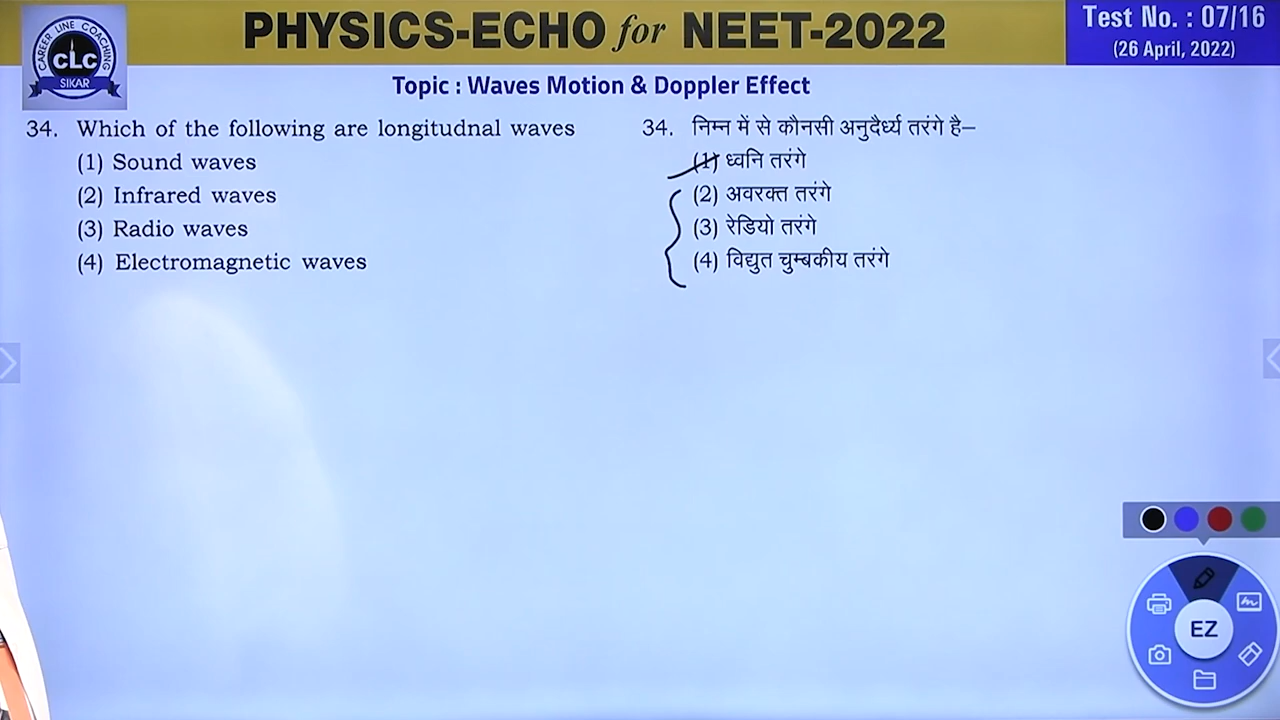 PHYSICS-ECHO for NEET-2022
Test No. : 07/16
(26 April, 2022)
CAREER LINE COACHING
CLC
SIKAR
Topic : Waves Motion & Doppler Effect
34. Which of the following are longitudnal waves
(1) Sound waves
(2) Infrared waves
(3) Radio waves
(4) Electromagnetic waves
34. निम्न में से कौनसी अनुदैर्ध्य तरंगे है–
(1) ध्वनि तरंगे
(2) अवरक्त तरंगे
(3) रेडियो तरंगे
(4) विद्युत चुम्बकीय तरंगे
EZ